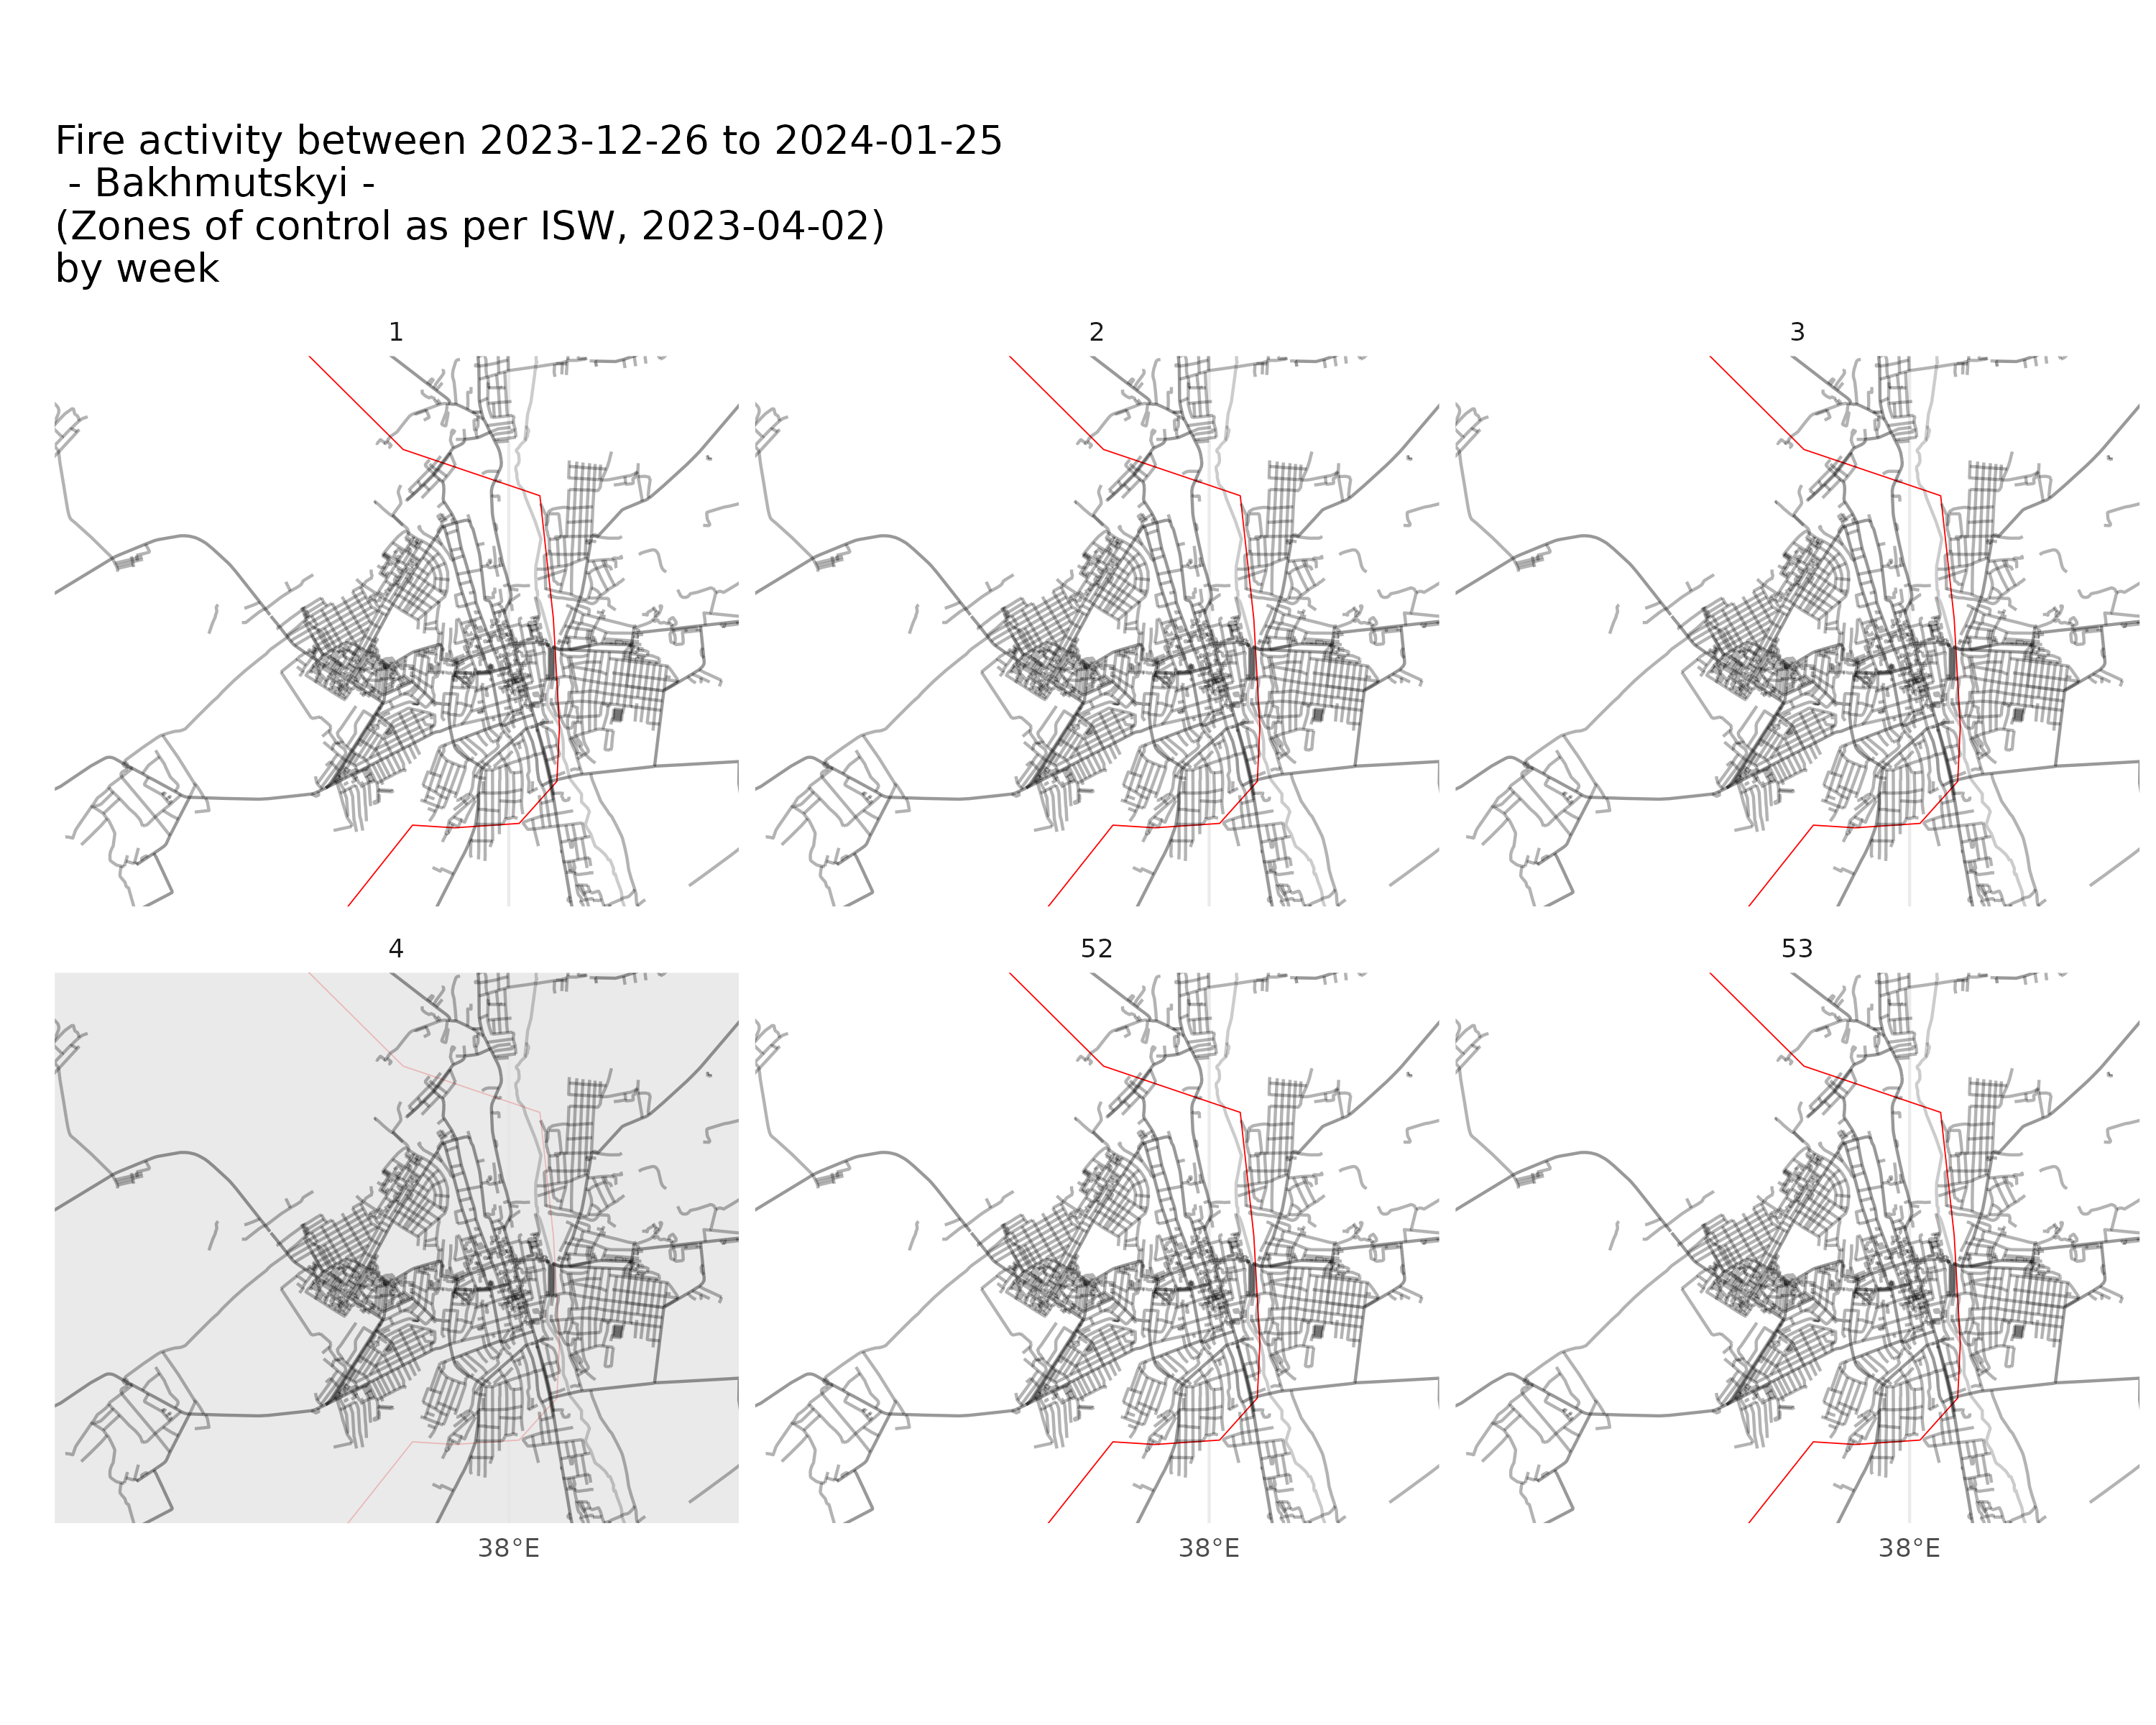 Fire activity between 2023-12-26 to 2024-01-25
- Bakhmutskyi -
(Zones of control as per ISW, 2023-04-02)
by week
1
2
3
4
52
53
38°E
38°E
38°E